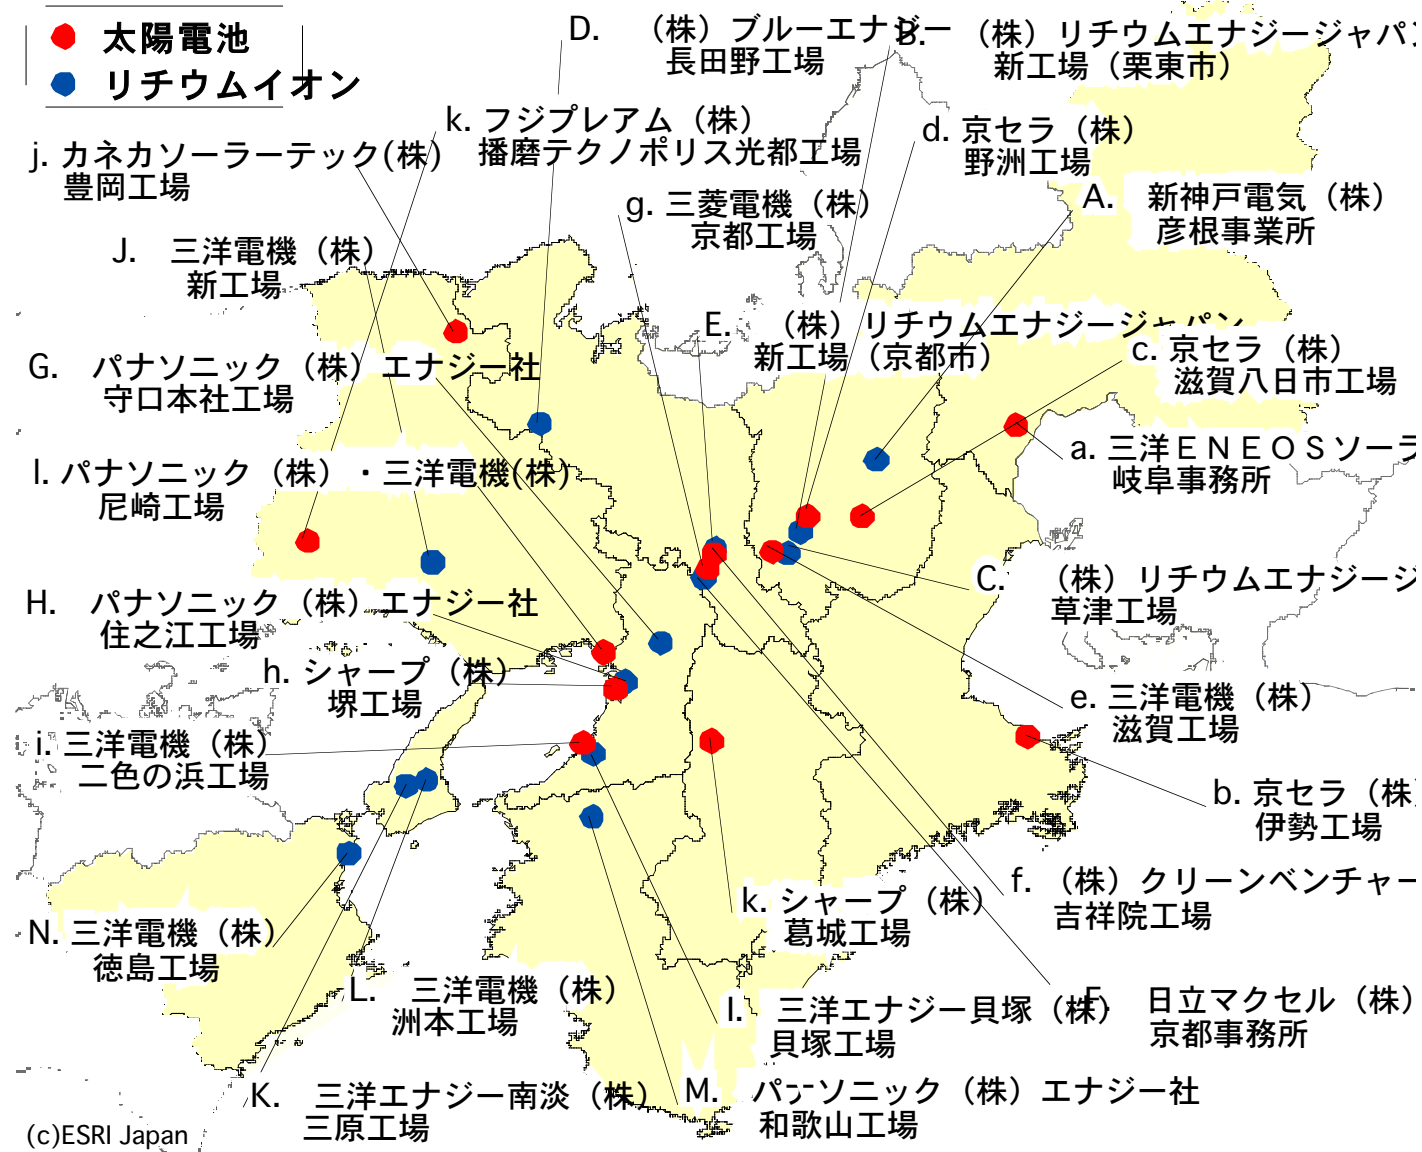 太陽電池
リチウムイオン
D. （株）ブルーエナジー
長田野工場
B. （株）リチウムエナジージャパン
新工場（栗東市）
k. フジプレアム（株）
播磨テクノポリス光都工場
d. 京セラ（株）
野洲工場
j. カネカソーラーテック(株)
豊岡工場
g. 三菱電機（株）
京都工場
A. 新神戸電気（株）
彦根事業所
J. 三洋電機（株）
新工場
E. （株）リチウムエナジージャパン
新工場（京都市）
c. 京セラ（株）
滋賀八日市工場
G. パナソニック（株）エナジー社
守口本社工場
a. 三洋ＥＮＥＯＳソーラ
岐阜事務所
l. パナソニック（株）・三洋電機(株)
尼崎工場
C. （株）リチウムエナジージ
草津工場
H. パナソニック（株）エナジー社
住之江工場
h. シャープ（株）
堺工場
e. 三洋電機（株）
滋賀工場
i. 三洋電機（株）
二色の浜工場
b. 京セラ（株）
伊勢工場
f. （株）クリーンベンチャー
吉祥院工場
k. シャープ（株）
葛城工場
N. 三洋電機（株）
徳島工場
L. 三洋電機（株）
洲本工場
I. 三洋エナジー貝塚（株）
貝塚工場
F. 日立マクセル（株）
京都事務所
K. 三洋エナジー南淡（株）
三原工場
M. パナソニック（株）エナジー社
和歌山工場
(c)ESRI Japan